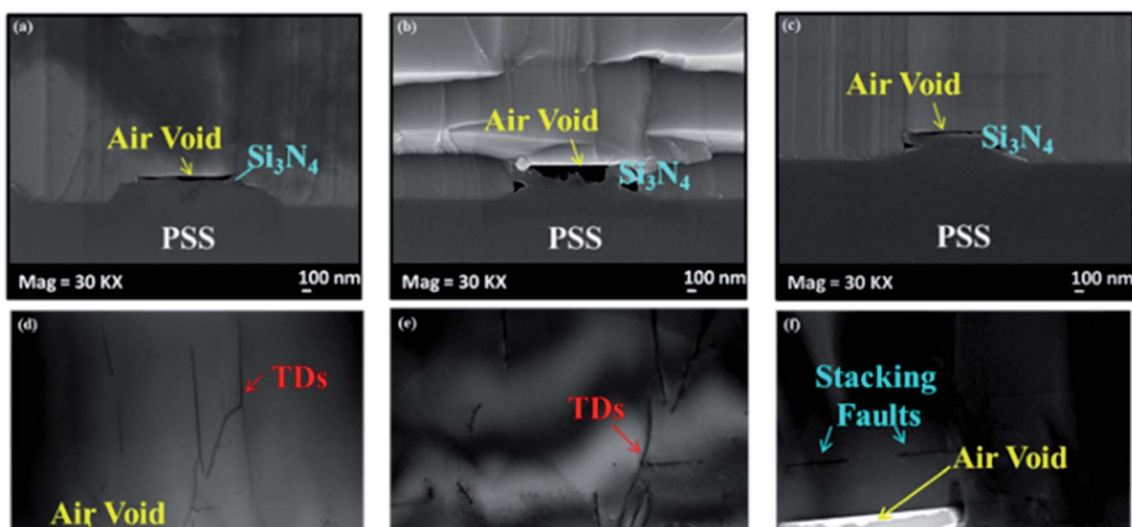 (a)
Air Void
Si₃N₄
PSS
Mag = 30 KX
100 nm
(b)
Air Void
Si₃N₄
PSS
Mag = 30 KX
100 nm
(c)
Air Void
Si₃N₄
PSS
Mag = 30 KX
100 nm
(d)
TDs
Air Void
(e)
TDs
(f)
Stacking
Faults
Air Void